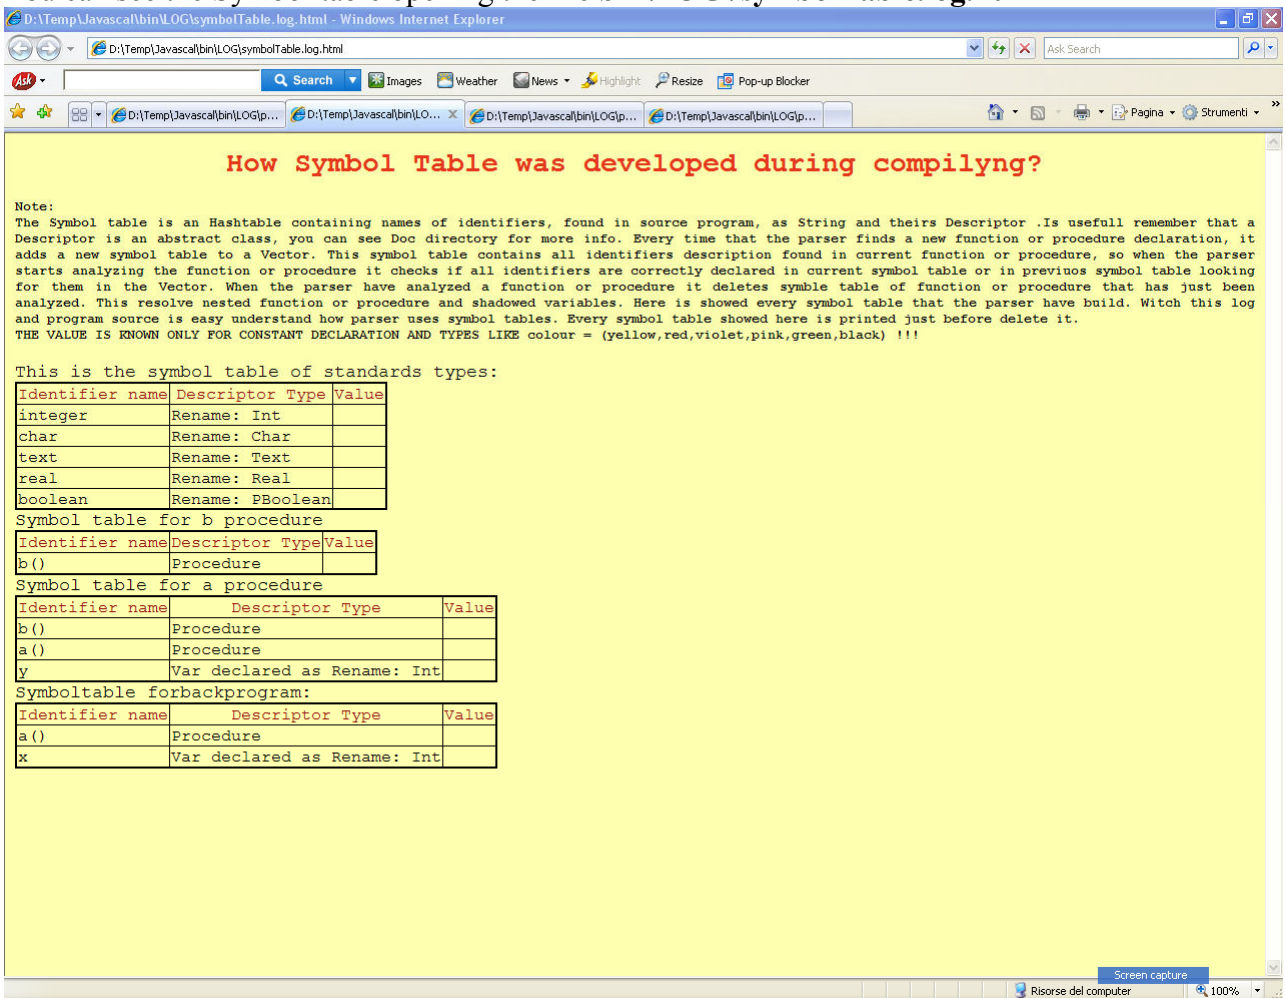 D:\Temp\Javascal\bin\LOG\symbolTable.log.html - Windows Internet Explorer
D:\Temp\Javascal\bin\LOG\symbolTable.log.html
Ask Search
Ask
Search Images Weather News Highlight Resize Pop-up Blocker
D:\Temp\Javascal\bin\LOG\p... D:\Temp\Javascal\bin\LO... X D:\Temp\Javascal\bin\LOG\p... D:\Temp\Javascal\bin\LOG\p... Pagina Strumenti »
How Symbol Table was developed during compilyng?
Note:
The Symbol table is an Hashtable containing names of identifiers, found in source program, as String and theirs Descriptor .Is usefull remember that a
Descriptor is an abstract class, you can see Doc directory for more info. Every time that the parser finds a new function or procedure declaration, it
adds a new symbol table to a Vector. This symbol table contains all identifiers description found in current function or procedure, so when the parser
starts analyzing the function or procedure it checks if all identifiers are correctly declared in current symbol table or in previuos symbol table looking
for them in the Vector. When the parser have analyzed a function or procedure it deletes symble table of function or procedure that has just been
analyzed. This resolve nested function or procedure and shadowed variables. Here is showed every symbol table that the parser have build. Witch this log
and program source is easy understand how parser uses symbol tables. Every symbol table showed here is printed just before delete it.
THE VALUE IS KNOWN ONLY FOR CONSTANT DECLARATION AND TYPES LIKE colour = (yellow,red,violet,pink,green,black) !!!
This is the symbol table of standards types:
Identifier name Descriptor Type Value
integer Rename: Int
char Rename: Char
text Rename: Text
real Rename: Real
boolean Rename: PBoolean
Symbol table for b procedure
Identifier name Descriptor Type Value
b() Procedure
Symbol table for a procedure
Identifier name Descriptor Type Value
b() Procedure
a() Procedure
y Var declared as Rename: Int
Symboltable forbackprogram:
Identifier name Descriptor Type Value
a() Procedure
x Var declared as Rename: Int
Screen capture
Risorse del computer 100%